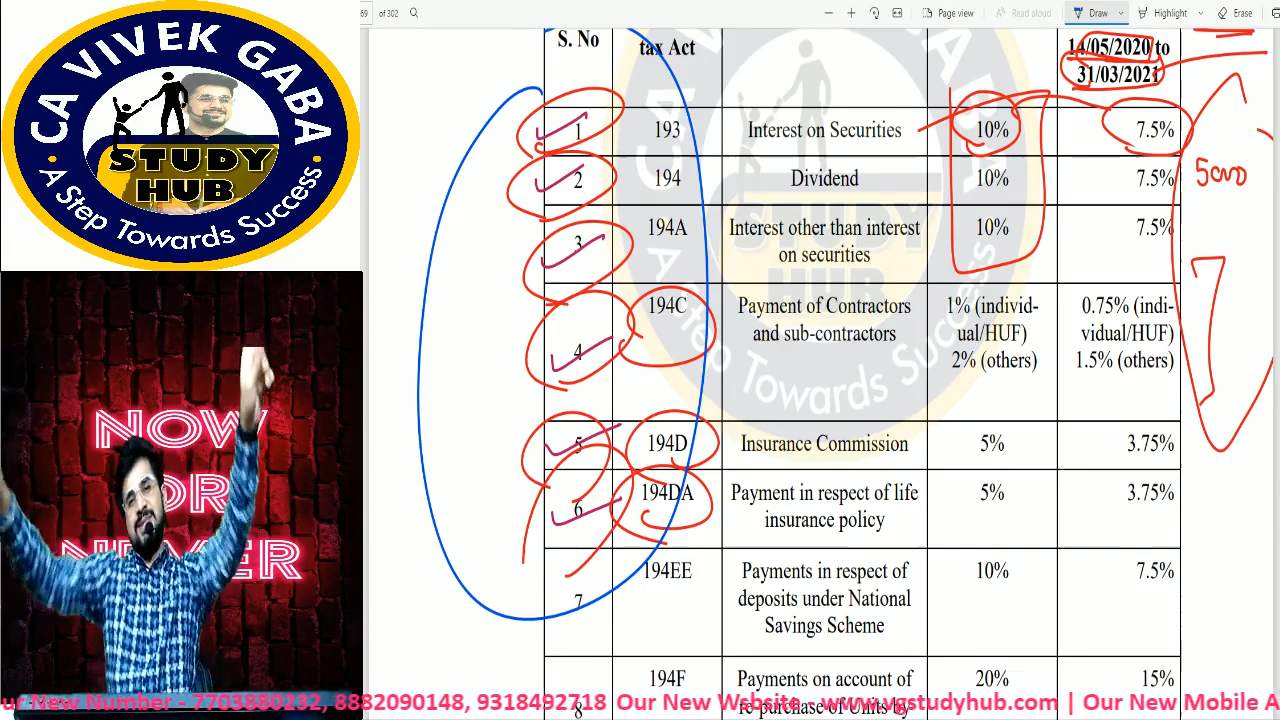 69 of 302 Page view Read aloud Draw Highlight Erase
CA VIVEK GABA
STUDY
HUB
A Step Towards Success
S. No tax Act 14/05/2020 to
31/03/2021
1 193 Interest on Securities 10% 7.5%
2 194 Dividend 10% 7.5%
3 194A Interest other than interest 10% 7.5%
on securities
4 194C Payment of Contractors 1% (individ- 0.75% (indi-
and sub-contractors ual/HUF) vidual/HUF)
2% (others) 1.5% (others)
5 194D Insurance Commission 5% 3.75%
6 194DA Payment in respect of life 5% 3.75%
insurance policy
7 194EE Payments in respect of 10% 7.5%
deposits under National
Savings Scheme
8 194F Payments on account of 20% 15%
re-purchase of Units by
NOW
OR
NEVER
ur New Number - 7703880232, 8882090148, 9318492718 Our New Website - www.vgstudyhub.com | Our New Mobile A